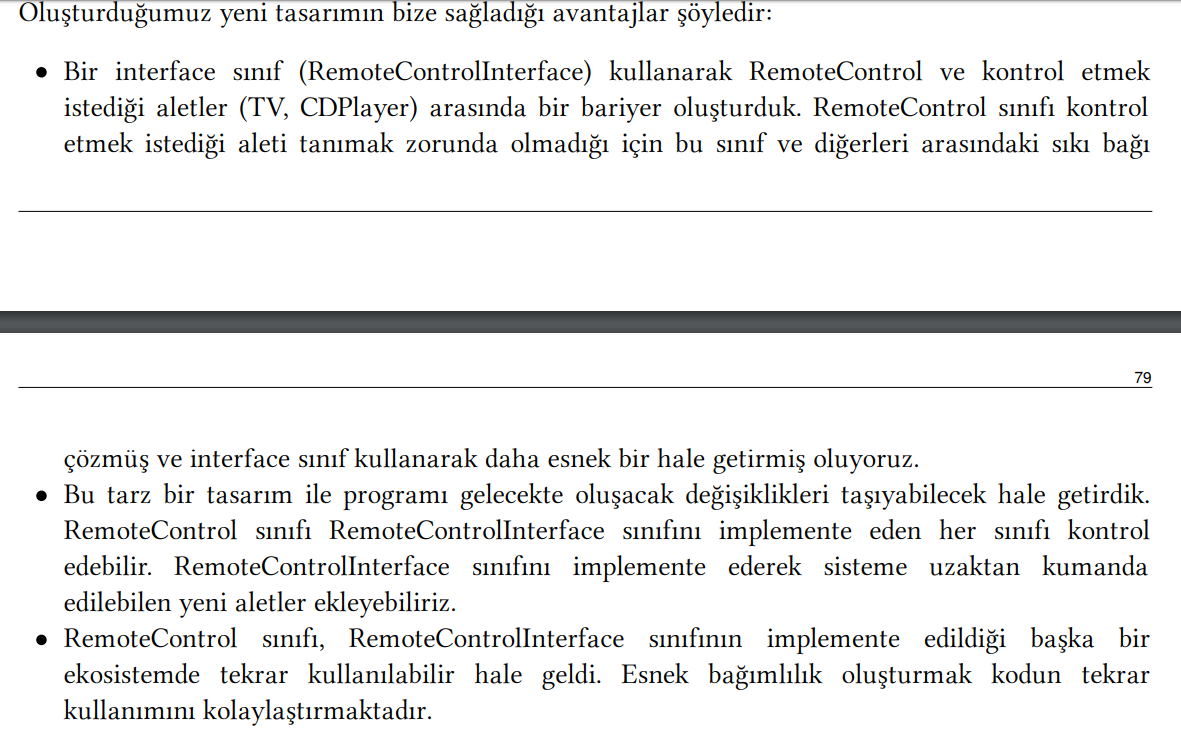 Oluşturduğumuz yeni tasarımın bize sağladığı avantajlar şöyledir:
● Bir interface sınıf (RemoteControlInterface) kullanarak RemoteControl ve kontrol etmek
istediği aletler (TV, CDPlayer) arasında bir bariyer oluşturduk. RemoteControl sınıfı kontrol
etmek istediği aleti tanımak zorunda olmadığı için bu sınıf ve diğerleri arasındaki sıkı bağı
79
çözmüş ve interface sınıf kullanarak daha esnek bir hale getirmiş oluyoruz.
● Bu tarz bir tasarım ile programı gelecekte oluşacak değişiklikleri taşıyabilecek hale getirdik.
RemoteControl sınıfı RemoteControlInterface sınıfını implemente eden her sınıfı kontrol
edebilir. RemoteControlInterface sınıfını implemente ederek sisteme uzaktan kumanda
edilebilen yeni aletler ekleyebiliriz.
● RemoteControl sınıfı, RemoteControlInterface sınıfının implemente edildiği başka bir
ekosistemde tekrar kullanılabilir hale geldi. Esnek bağımlılık oluşturmak kodun tekrar
kullanımını kolaylaştırmaktadır.